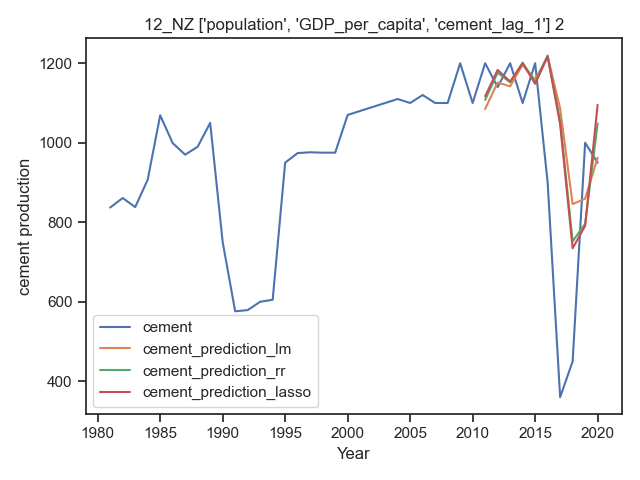 12_NZ ['population', 'GDP_per_capita', 'cement_lag_1'] 2
1200
1000
800
600
400
cement production
cement
cement_prediction_lm
cement_prediction_rr
cement_prediction_lasso
1980 1985 1990 1995 2000 2005 2010 2015 2020
Year